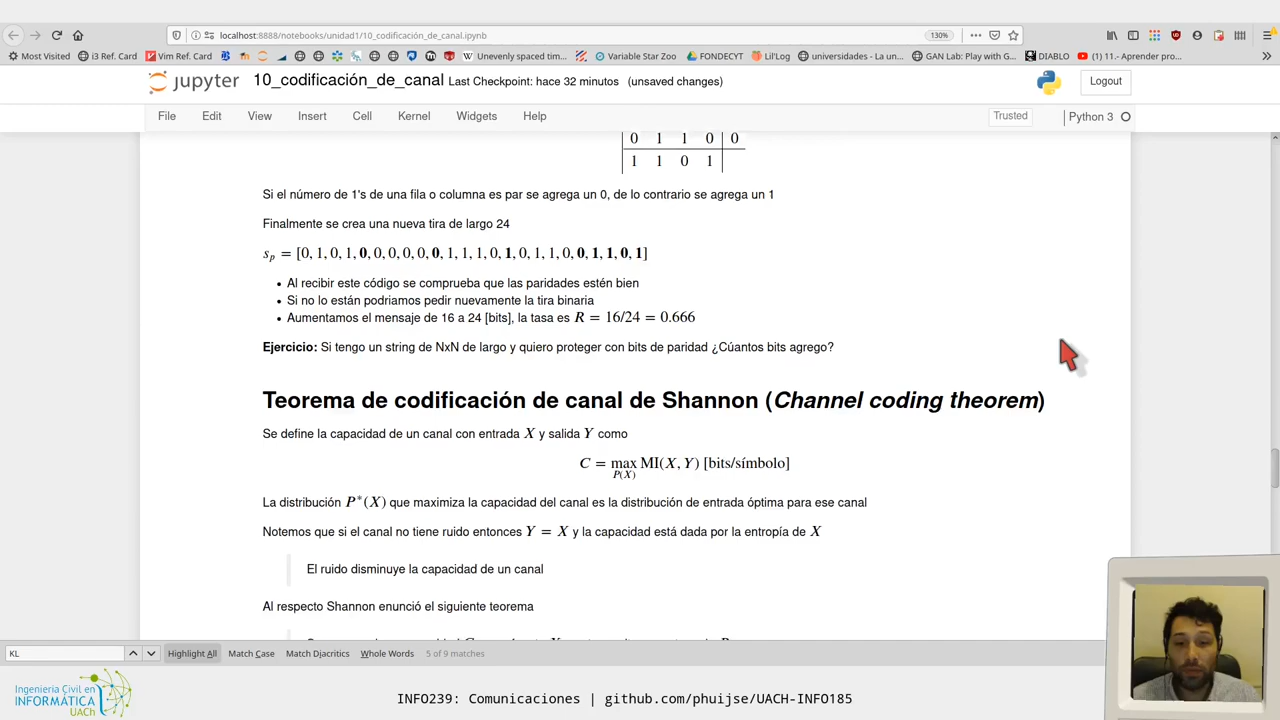 localhost:8888/notebooks/unidad1/10_codificación_de_canal.ipynb
130%
Most Visited i3 Ref. Card Vim Ref. Card Unevenly spaced tim… Variable Star Zoo FONDECYT Lil'Log universidades - La un… GAN Lab: Play with G… DIABLO (1) 11.- Aprender pro…
jupyter 10_codificación_de_canal Last Checkpoint: hace 32 minutos (unsaved changes) Logout
File Edit View Insert Cell Kernel Widgets Help Trusted Python 3
0 1 1 0 0
1 1 0 1
Si el número de 1's de una fila o columna es par se agrega un 0, de lo contrario se agrega un 1
Finalmente se crea una nueva tira de largo 24
sₚ = [0, 1, 0, 1, 0, 0, 0, 0, 0, 0, 1, 1, 1, 0, 1, 0, 1, 1, 0, 0, 1, 1, 0, 1]
• Al recibir este código se comprueba que las paridades estén bien
• Si no lo están podriamos pedir nuevamente la tira binaria
• Aumentamos el mensaje de 16 a 24 [bits], la tasa es R = 16/24 = 0.666
Ejercicio: Si tengo un string de NxN de largo y quiero proteger con bits de paridad ¿Cúantos bits agrego?
Teorema de codificación de canal de Shannon (Channel coding theorem)
Se define la capacidad de un canal con entrada X y salida Y como
C = max MI(X, Y) [bits/símbolo]
P(X)
La distribución P*(X) que maximiza la capacidad del canal es la distribución de entrada óptima para ese canal
Notemos que si el canal no tiene ruido entonces Y = X y la capacidad está dada por la entropía de X
El ruido disminuye la capacidad de un canal
Al respecto Shannon enunció el siguiente teorema
KL Highlight All Match Case Match Diacritics Whole Words 5 of 9 matches
Ingeniería Civil en
INFORMÁTICA
UACh
INFO239: Comunicaciones | github.com/phuijse/UACH-INFO185